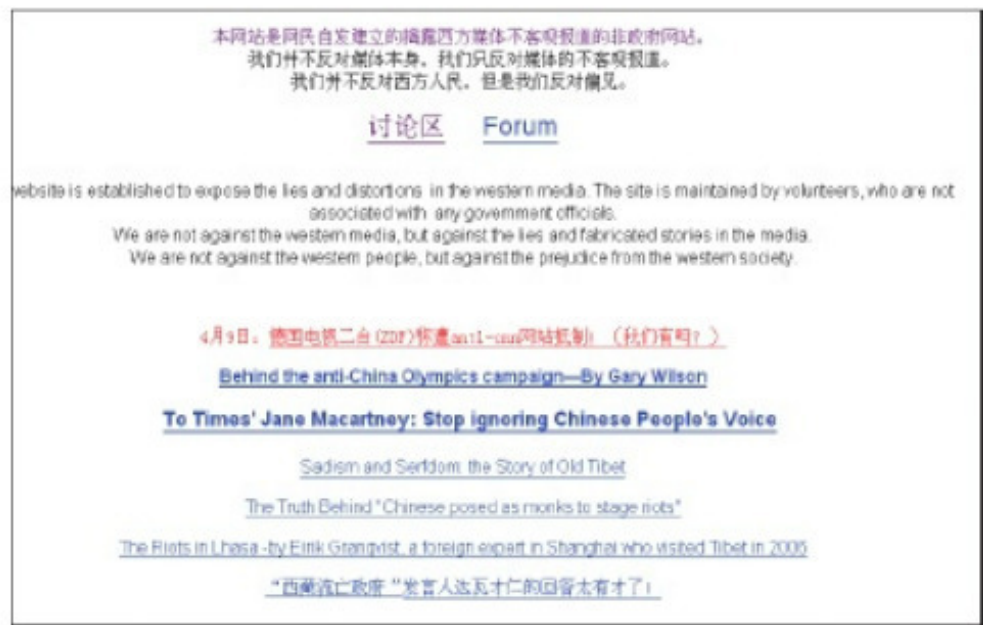 本网站是网民自发建立的揭露西方媒体不客观报道的非政府网站。
我们并不反对媒体本身，我们只反对媒体的不客观报道。
我们并不反对西方人民，但是我们反对偏见。
讨论区 Forum
website is established to expose the lies and distortions in the western media. The site is maintained by volunteers, who are not
associated with any government officials.
We are not against the western media, but against the lies and fabricated stories in the media.
We are not against the western people, but against the prejudice from the western society.
4月9日：德国电视二台(ZDF)称遭anti-cnn网站抵制！（我们有吗？）
Behind the anti-China Olympics campaign—By Gary Wilson
To Times' Jane Macartney: Stop ignoring Chinese People's Voice
Sadism and Serfdom: the Story of Old Tibet
The Truth Behind "Chinese posed as monks to stage riots"
The Riots in Lhasa -by Eirik Granqvist, a foreign expert in Shanghai who visited Tibet in 2006
“西藏流亡政府”发言人达瓦才仁的回答太有才了！